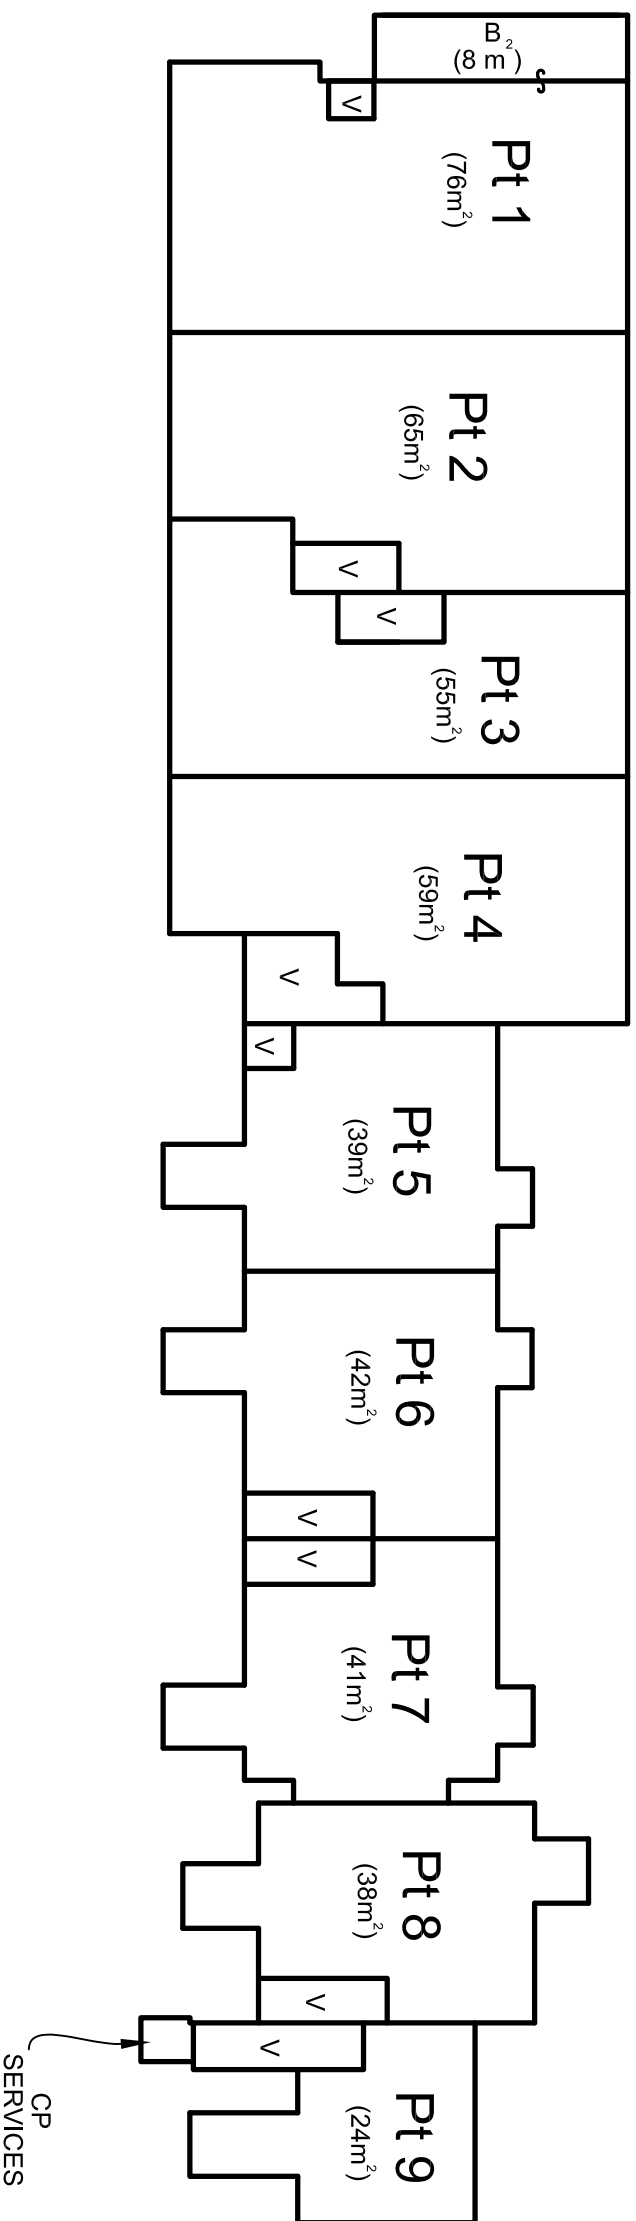 B
(8 m²)
V
Pt 1
(76m²)
Pt 2
(65m²)
V
V
Pt 3
(55m²)
Pt 4
(59m²)
V
V
Pt 5
(39m²)
Pt 6
(42m²)
V
V
Pt 7
(41m²)
Pt 8
(38m²)
V
V
Pt 9
(24m²)
CP
SERVICES